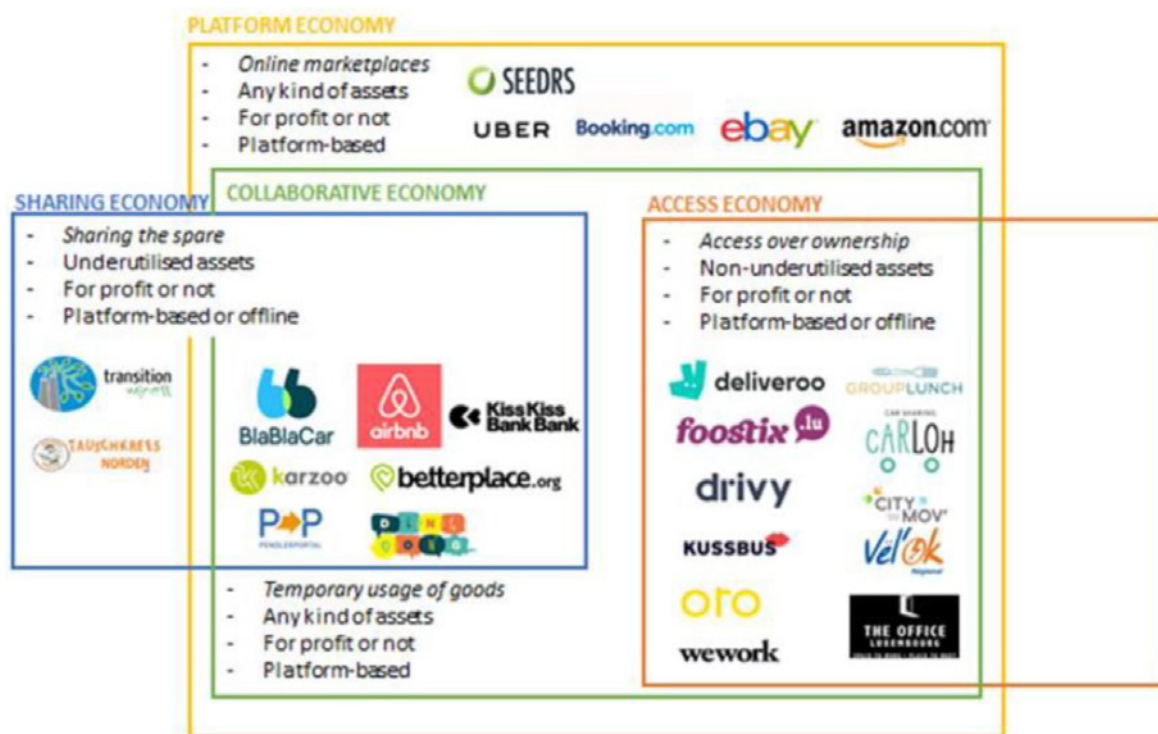 PLATFORM ECONOMY
- Online marketplaces
- Any kind of assets
- For profit or not
- Platform-based
SEEDRS
UBER Booking.com ebay amazon.com
COLLABORATIVE ECONOMY
SHARING ECONOMY
- Sharing the spare
- Underutilised assets
- For profit or not
- Platform-based or offline
ACCESS ECONOMY
- Access over ownership
- Non-underutilised assets
- For profit or not
- Platform-based or offline
transition
TAUSCHKREES
NORDEN
BlaBlaCar
airbnb
KissKiss
BankBank
karzoo
betterplace.org
P P
PENDLERPORTAL
DINGDONG
deliveroo
GROUPLUNCH
foostix.lu
CAR SHARING
CARLOH
drivy
CITY
MOV'
KUSSBUS
Vel'Ok
Régional
oro
THE OFFICE
LUXEMBOURG
wework
- Temporary usage of goods
- Any kind of assets
- For profit or not
- Platform-based